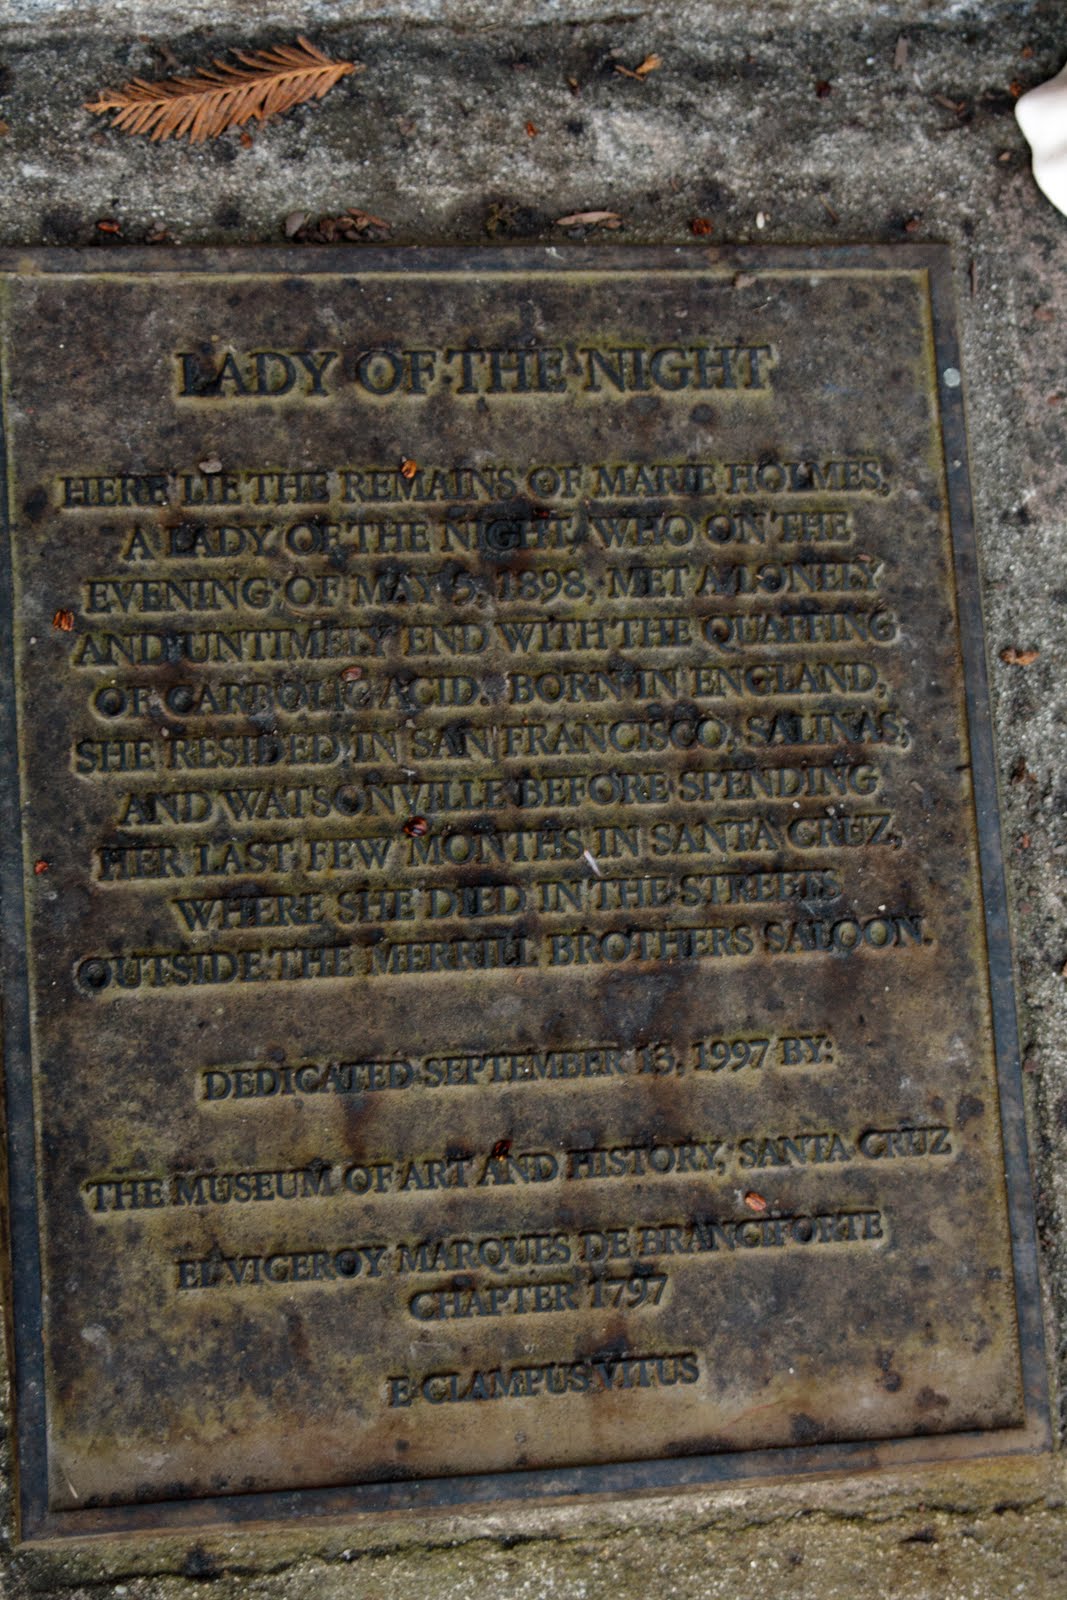 LADY OF THE NIGHT
HERE LIE THE REMAINS OF MARIE HOLMES,
A LADY OF THE NIGHT, WHO ON THE
EVENING OF MAY 5, 1898, MET A LONELY
AND UNTIMELY END WITH THE QUAFFING
OF CARBOLIC ACID. BORN IN ENGLAND,
SHE RESIDED IN SAN FRANCISCO, SALINAS,
AND WATSONVILLE BEFORE SPENDING
HER LAST FEW MONTHS IN SANTA CRUZ,
WHERE SHE DIED IN THE STREETS
OUTSIDE THE MERRILL BROTHERS SALOON.
DEDICATED SEPTEMBER 13, 1997 BY:
THE MUSEUM OF ART AND HISTORY, SANTA CRUZ
EL VICEROY MARQUES DE BRANCIFORTE
CHAPTER 1797
E CLAMPUS VITUS